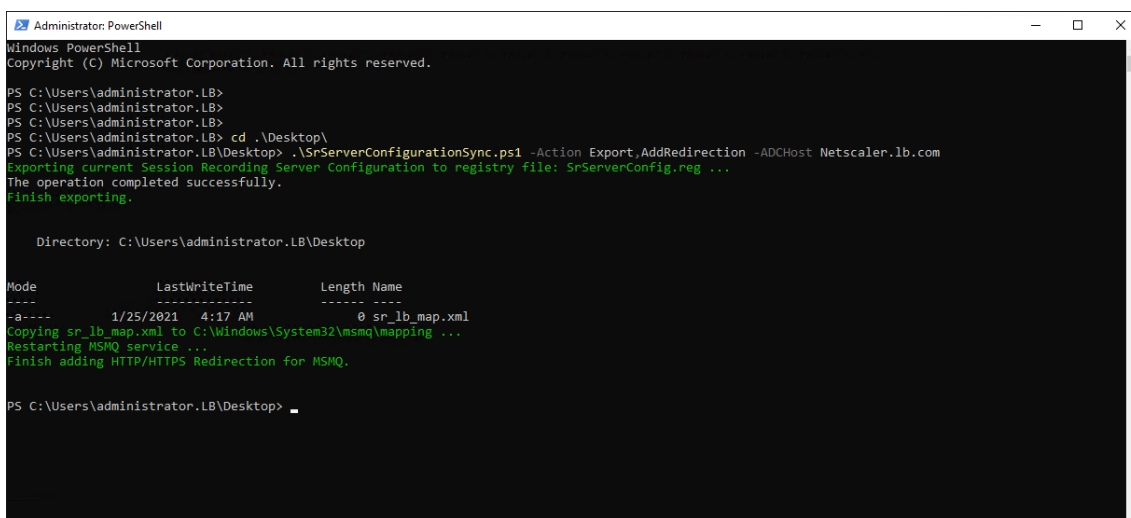 Administrator: PowerShell
Windows PowerShell
Copyright (C) Microsoft Corporation. All rights reserved.
PS C:\Users\administrator.LB>
PS C:\Users\administrator.LB>
PS C:\Users\administrator.LB>
PS C:\Users\administrator.LB> cd .\Desktop\
PS C:\Users\administrator.LB\Desktop> .\SrServerConfigurationSync.ps1 -Action Export,AddRedirection -ADCHost Netscaler.lb.com
Exporting current Session Recording Server Configuration to registry file: SrServerConfig.reg ...
The operation completed successfully.
Finish exporting.
Directory: C:\Users\administrator.LB\Desktop
Mode                 LastWriteTime         Length Name
----                 -------------         ------ ----
-a----         1/25/2021   4:17 AM              0 sr_lb_map.xml
Copying sr_lb_map.xml to C:\Windows\System32\msmq\mapping ...
Restarting MSMQ service ...
Finish adding HTTP/HTTPS Redirection for MSMQ.
PS C:\Users\administrator.LB\Desktop>